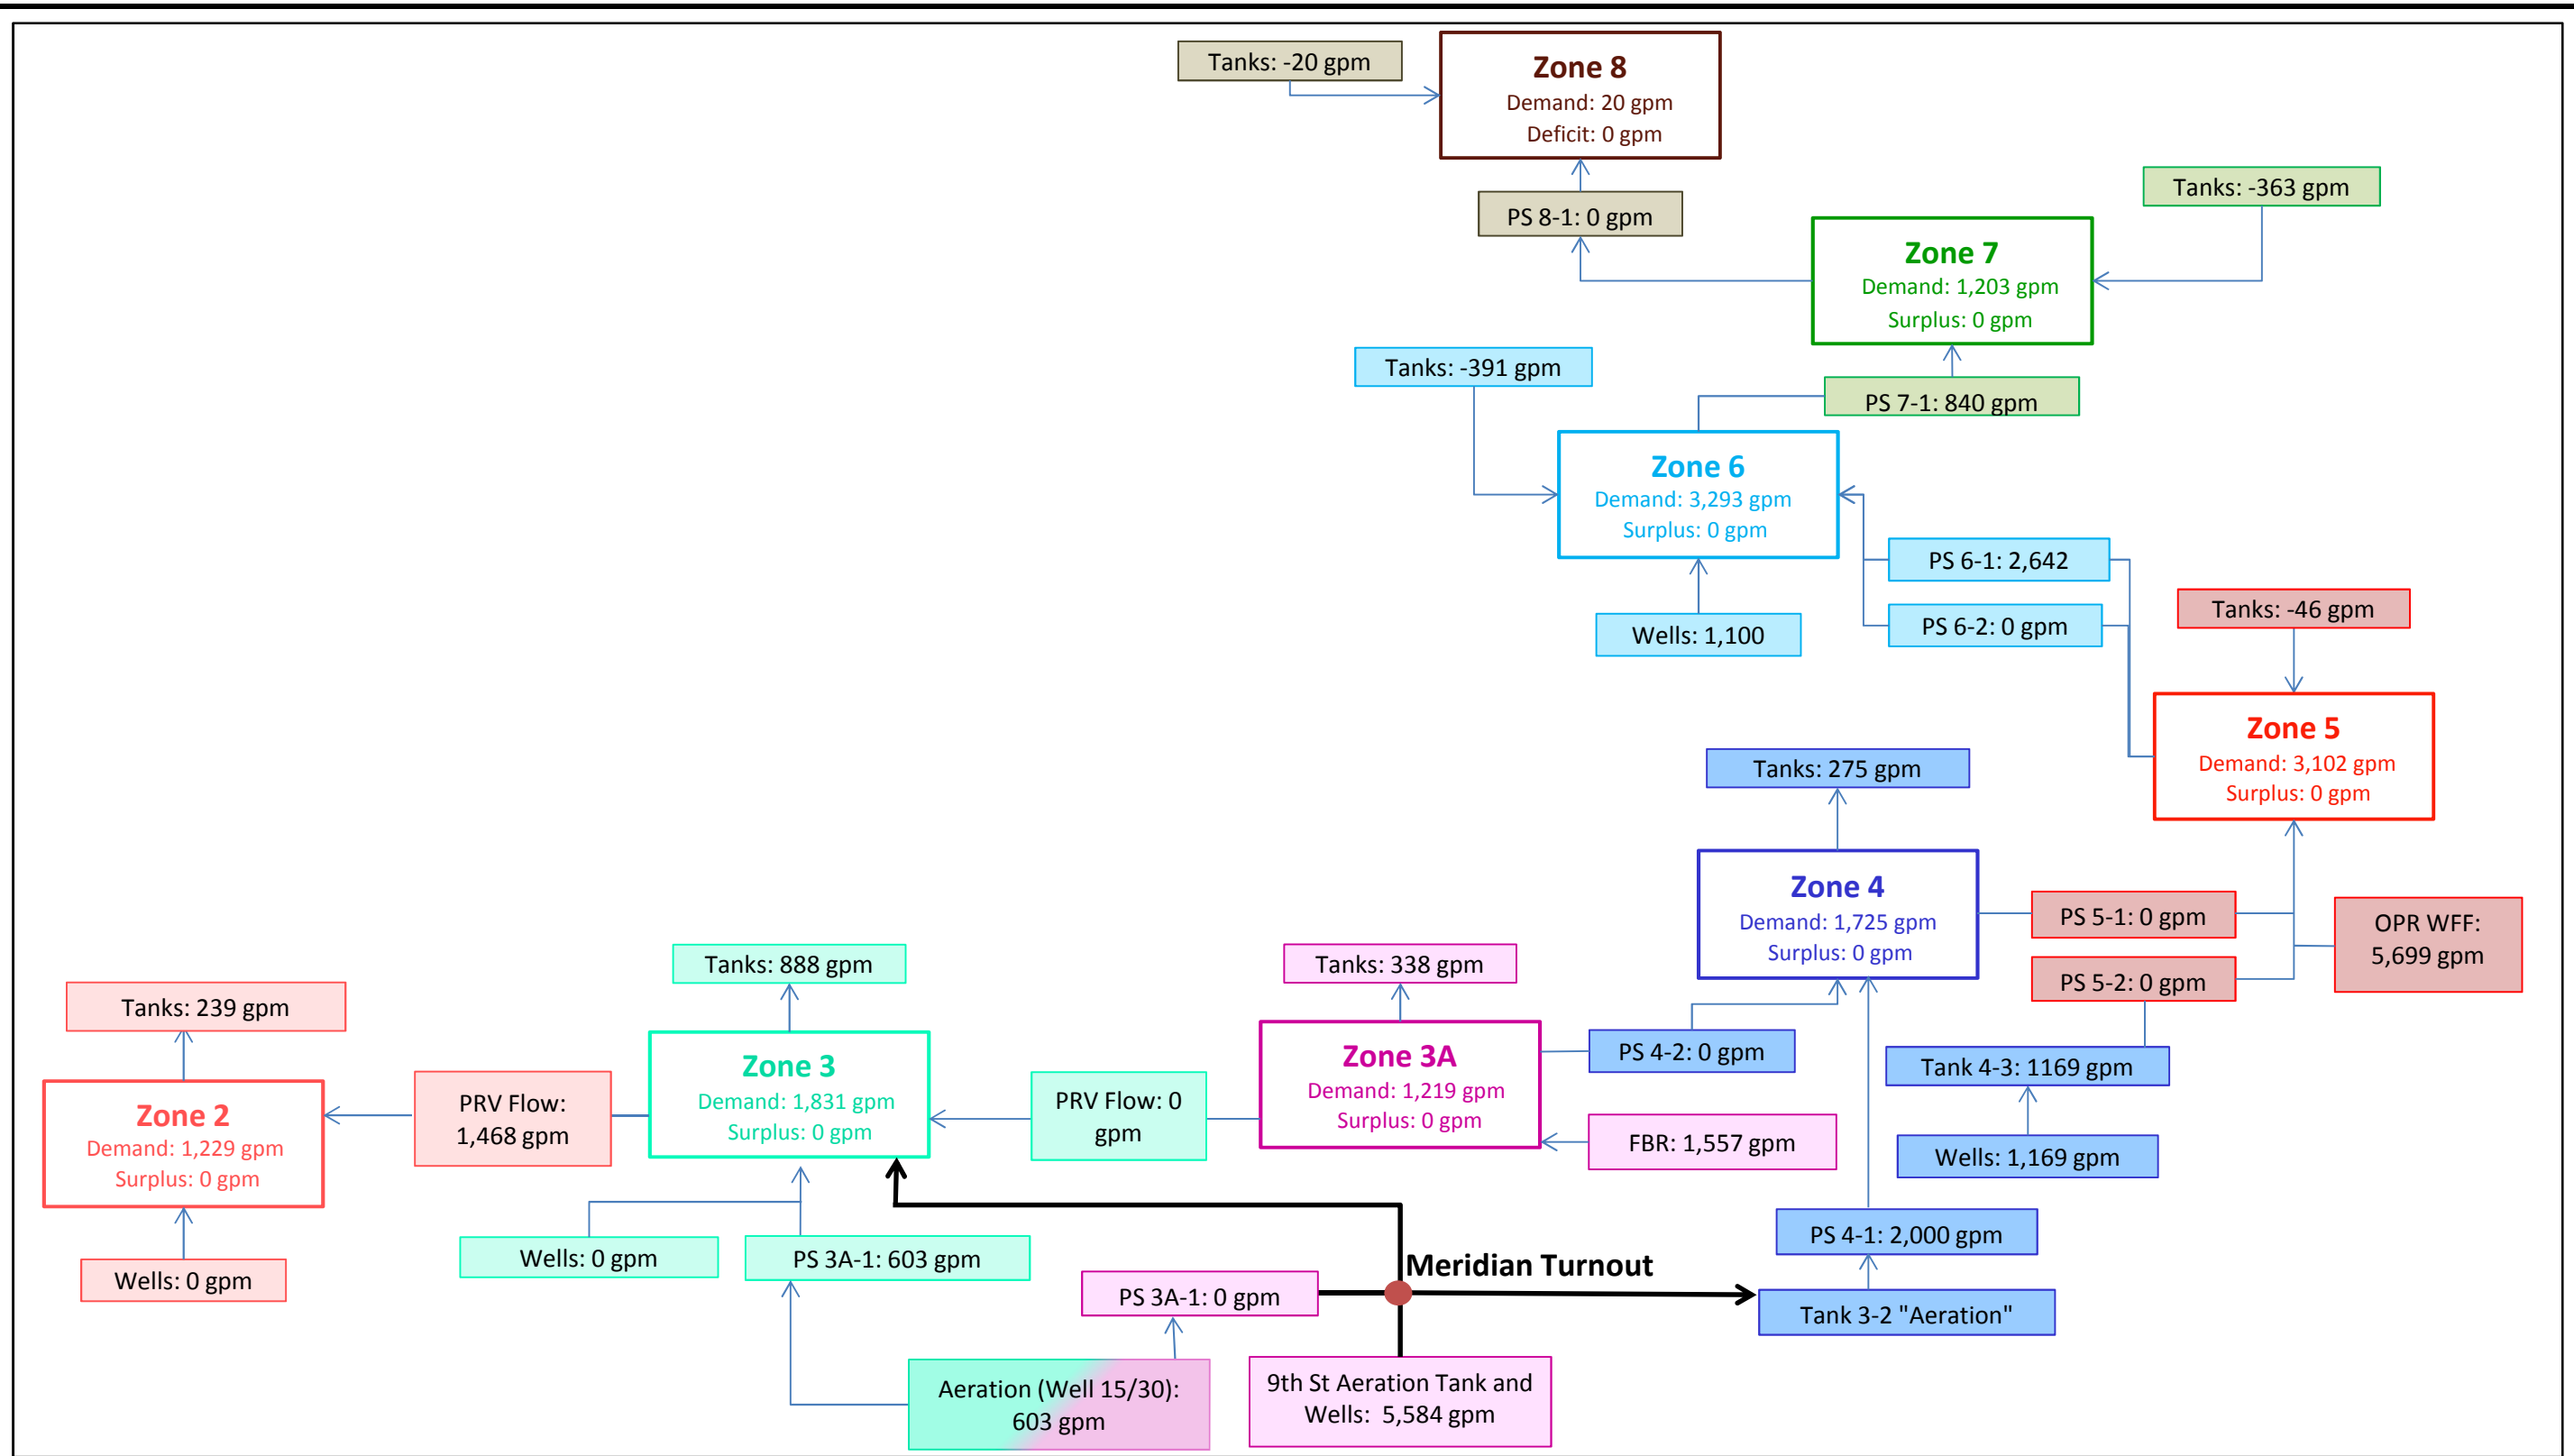 Tanks: -20 gpm
Zone 8
Demand: 20 gpm
Deficit: 0 gpm
PS 8-1: 0 gpm
Tanks: -363 gpm
Zone 7
Demand: 1,203 gpm
Surplus: 0 gpm
Tanks: -391 gpm
PS 7-1: 840 gpm
Zone 6
Demand: 3,293 gpm
Surplus: 0 gpm
PS 6-1: 2,642
PS 6-2: 0 gpm
Wells: 1,100
Tanks: -46 gpm
Zone 5
Demand: 3,102 gpm
Surplus: 0 gpm
Tanks: 275 gpm
Zone 4
Demand: 1,725 gpm
Surplus: 0 gpm
PS 5-1: 0 gpm
PS 5-2: 0 gpm
OPR WFF:
5,699 gpm
Tanks: 239 gpm
Tanks: 888 gpm
Tanks: 338 gpm
Zone 2
Demand: 1,229 gpm
Surplus: 0 gpm
PRV Flow:
1,468 gpm
Zone 3
Demand: 1,831 gpm
Surplus: 0 gpm
PRV Flow: 0
gpm
Zone 3A
Demand: 1,219 gpm
Surplus: 0 gpm
PS 4-2: 0 gpm
FBR: 1,557 gpm
Tank 4-3: 1169 gpm
Wells: 1,169 gpm
Wells: 0 gpm
Wells: 0 gpm
PS 3A-1: 603 gpm
PS 3A-1: 0 gpm
Meridian Turnout
PS 4-1: 2,000 gpm
Tank 3-2 "Aeration"
Aeration (Well 15/30):
603 gpm
9th St Aeration Tank and
Wells:  5,584 gpm